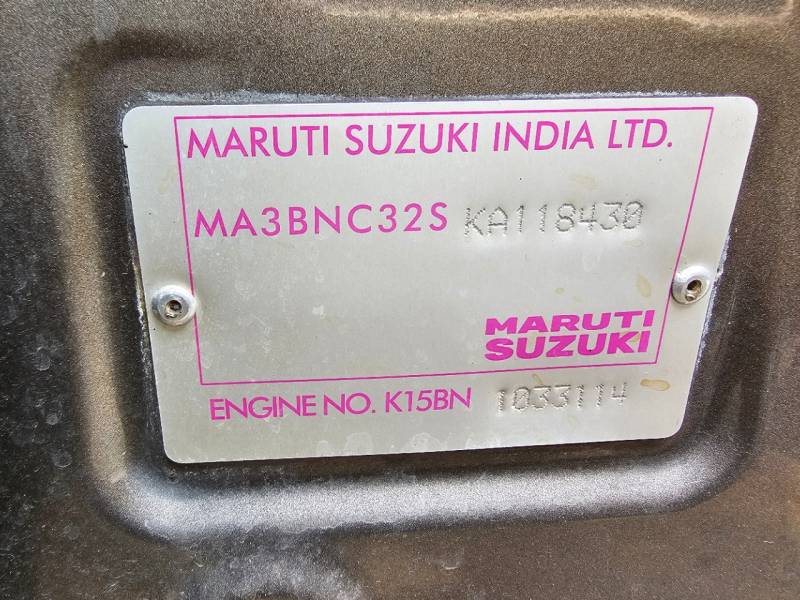 MARUTI SUZUKI INDIA LTD.
MA3BNC32S KA118430
MARUTI
SUZUKI
ENGINE NO. K15BN 1033114